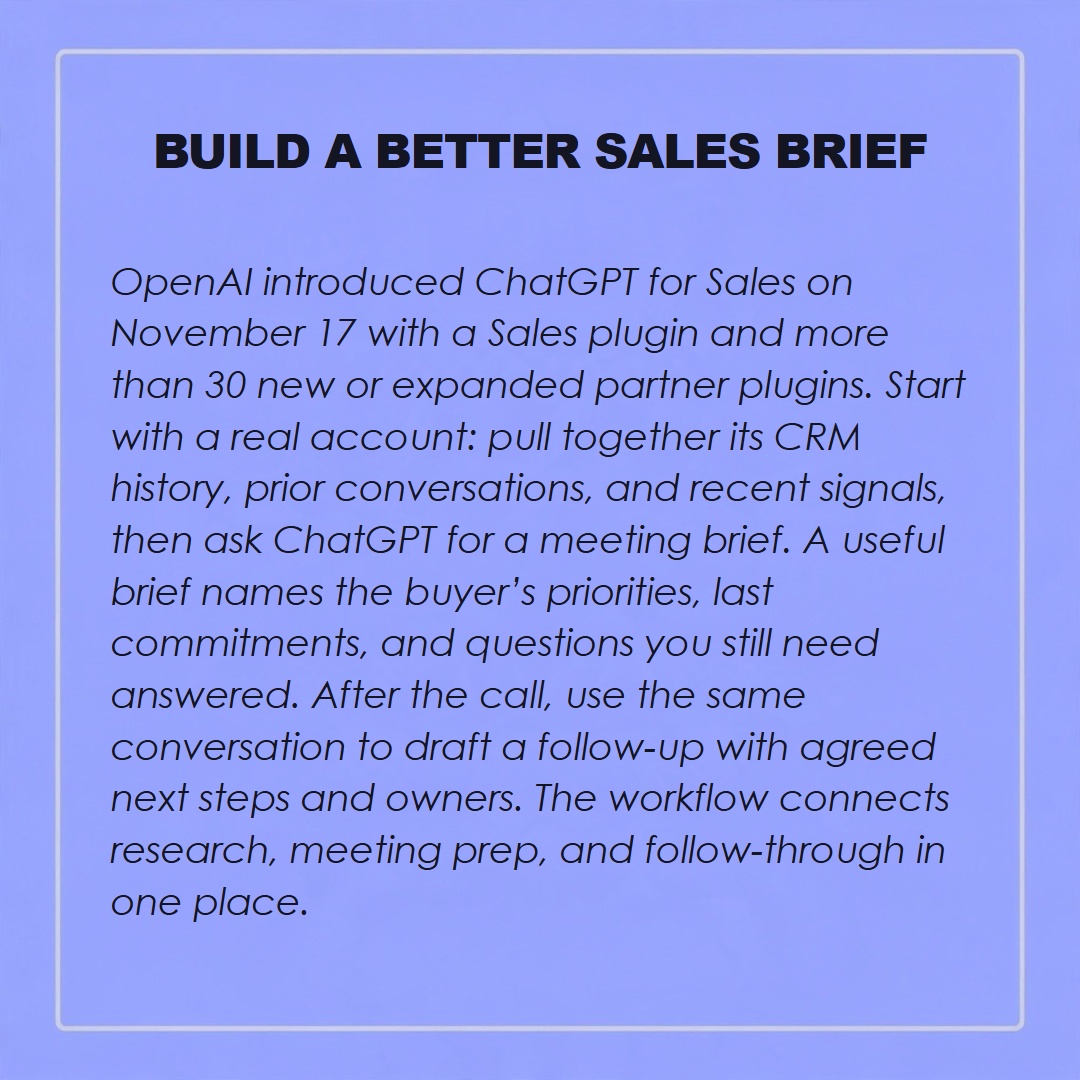 BUILD A BETTER SALES BRIEF
OpenAI introduced ChatGPT for Sales on
November 17 with a Sales plugin and more
than 30 new or expanded partner plugins. Start
with a real account: pull together its CRM
history, prior conversations, and recent signals,
then ask ChatGPT for a meeting brief. A useful
brief names the buyer’s priorities, last
commitments, and questions you still need
answered. After the call, use the same
conversation to draft a follow-up with agreed
next steps and owners. The workflow connects
research, meeting prep, and follow-through in
one place.